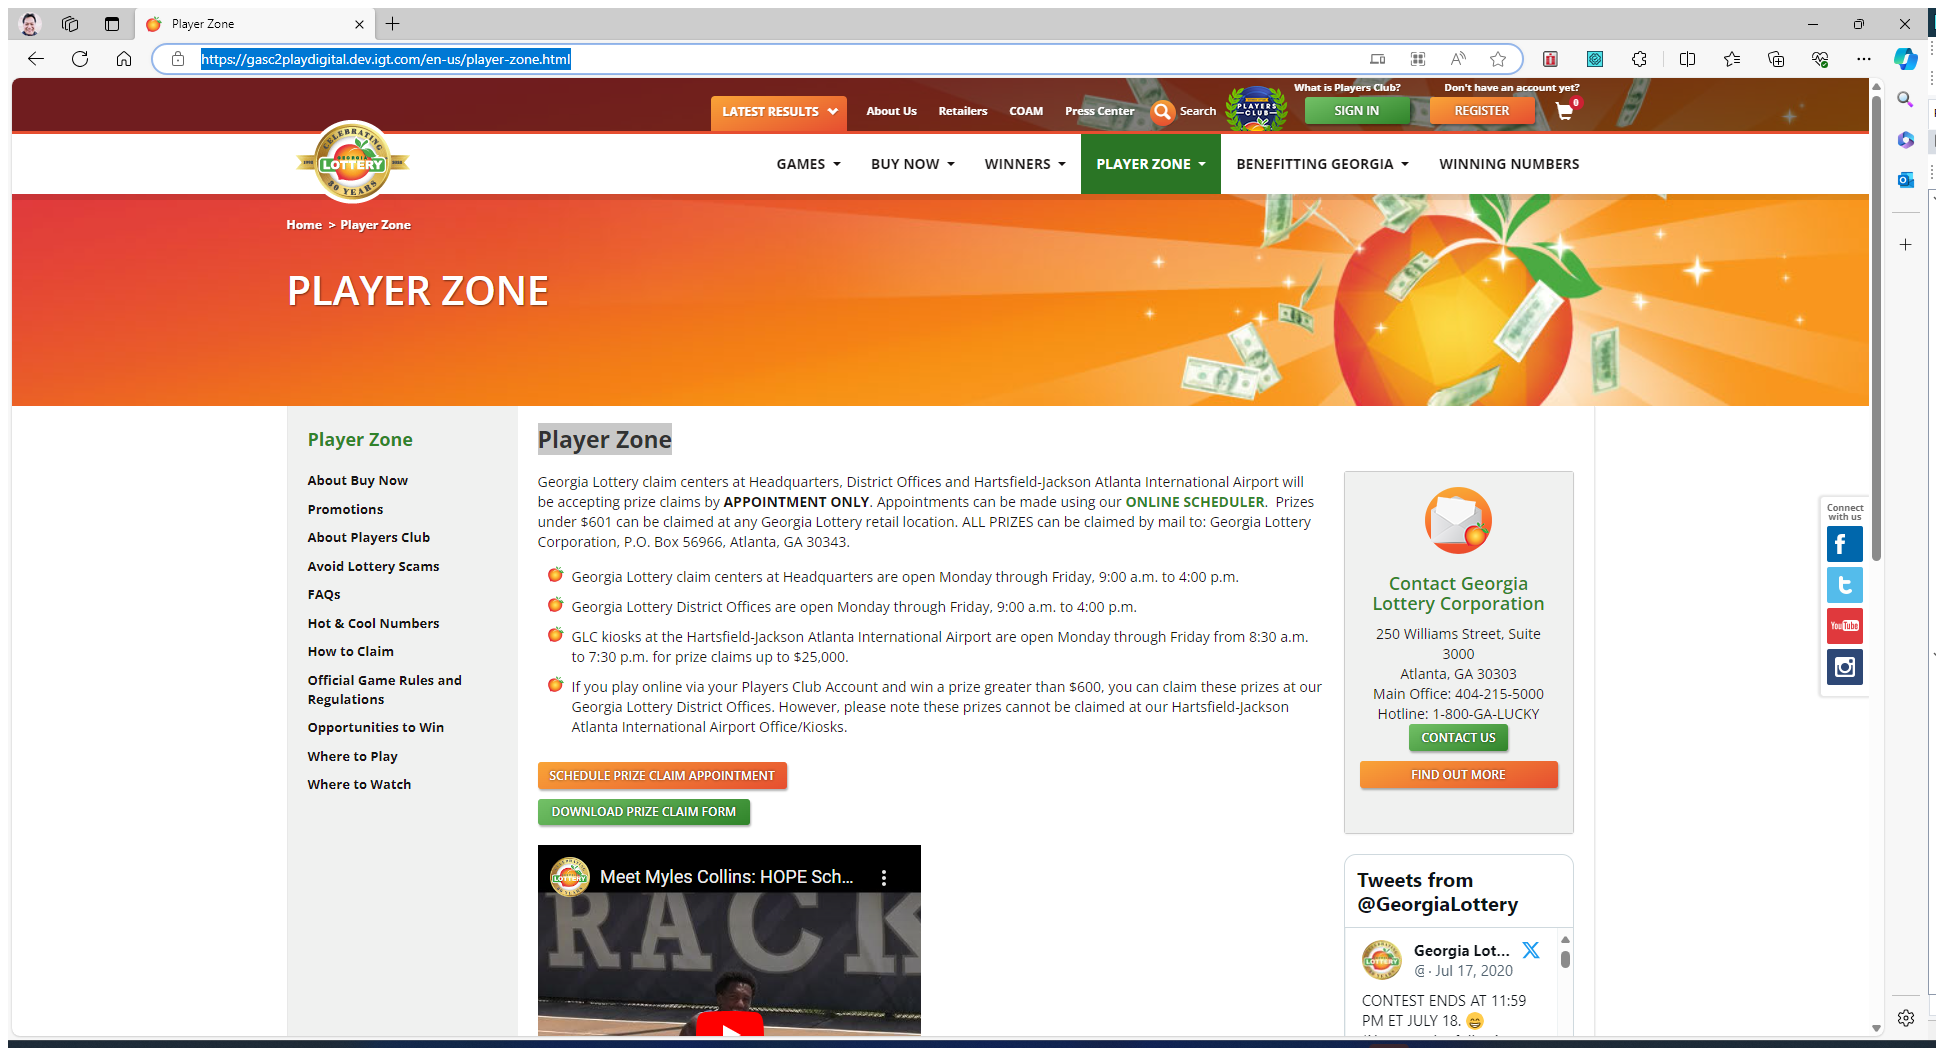 Player Zone
https://gasc2playdigital.dev.igt.com/en-us/player-zone.html
What is Players Club?
Don't have an account yet?
LATEST RESULTS
About Us
Retailers
COAM
Press Center
Search
PLAYERS
CLUB
SIGN IN
REGISTER
0
CELEBRATING
GEORGIA
LOTTERY
30 YEARS
GAMES
BUY NOW
WINNERS
PLAYER ZONE
BENEFITTING GEORGIA
WINNING NUMBERS
Home > Player Zone
PLAYER ZONE
Player Zone
About Buy Now
Promotions
About Players Club
Avoid Lottery Scams
FAQs
Hot & Cool Numbers
How to Claim
Official Game Rules and
Regulations
Opportunities to Win
Where to Play
Where to Watch
Player Zone
Georgia Lottery claim centers at Headquarters, District Offices and Hartsfield-Jackson Atlanta International Airport will
be accepting prize claims by APPOINTMENT ONLY. Appointments can be made using our ONLINE SCHEDULER. Prizes
under $601 can be claimed at any Georgia Lottery retail location. ALL PRIZES can be claimed by mail to: Georgia Lottery
Corporation, P.O. Box 56966, Atlanta, GA 30343.
Georgia Lottery claim centers at Headquarters are open Monday through Friday, 9:00 a.m. to 4:00 p.m.
Georgia Lottery District Offices are open Monday through Friday, 9:00 a.m. to 4:00 p.m.
GLC kiosks at the Hartsfield-Jackson Atlanta International Airport are open Monday through Friday from 8:30 a.m.
to 7:30 p.m. for prize claims up to $25,000.
If you play online via your Players Club Account and win a prize greater than $600, you can claim these prizes at our
Georgia Lottery District Offices. However, please note these prizes cannot be claimed at our Hartsfield-Jackson
Atlanta International Airport Office/Kiosks.
SCHEDULE PRIZE CLAIM APPOINTMENT
DOWNLOAD PRIZE CLAIM FORM
LOTTERY
Meet Myles Collins: HOPE Sch...
RACK
Contact Georgia
Lottery Corporation
250 Williams Street, Suite
3000
Atlanta, GA 30303
Main Office: 404-215-5000
Hotline: 1-800-GA-LUCKY
CONTACT US
FIND OUT MORE
Tweets from
@GeorgiaLottery
LOTTERY
Georgia Lot...
@ · Jul 17, 2020
CONTEST ENDS AT 11:59
PM ET JULY 18. 😄
Connect
with us
f
t
YouTube